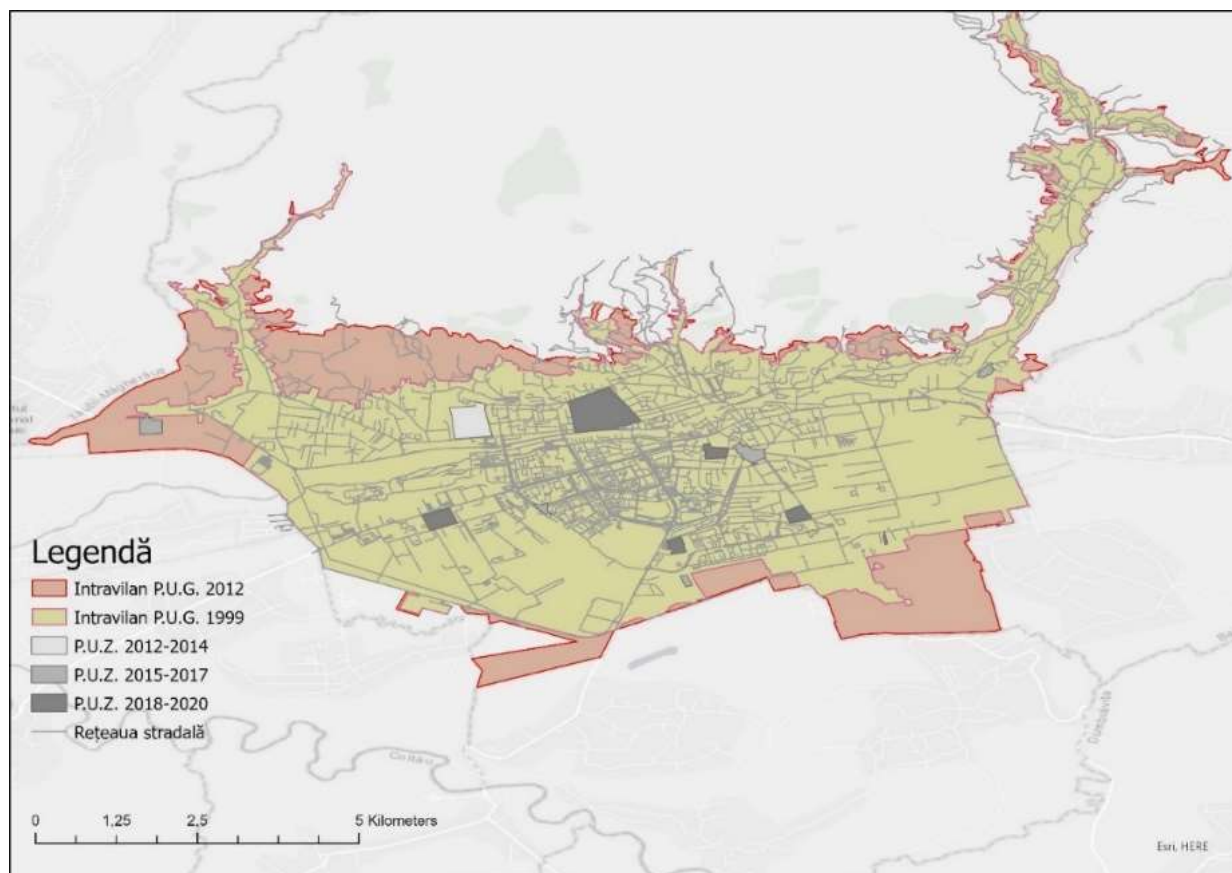 Legendă
Intravilan P.U.G. 2012
Intravilan P.U.G. 1999
P.U.Z. 2012-2014
P.U.Z. 2015-2017
P.U.Z. 2018-2020
Rețeaua stradală
0 1,25 2,5 5 Kilometers
Esri, HERE